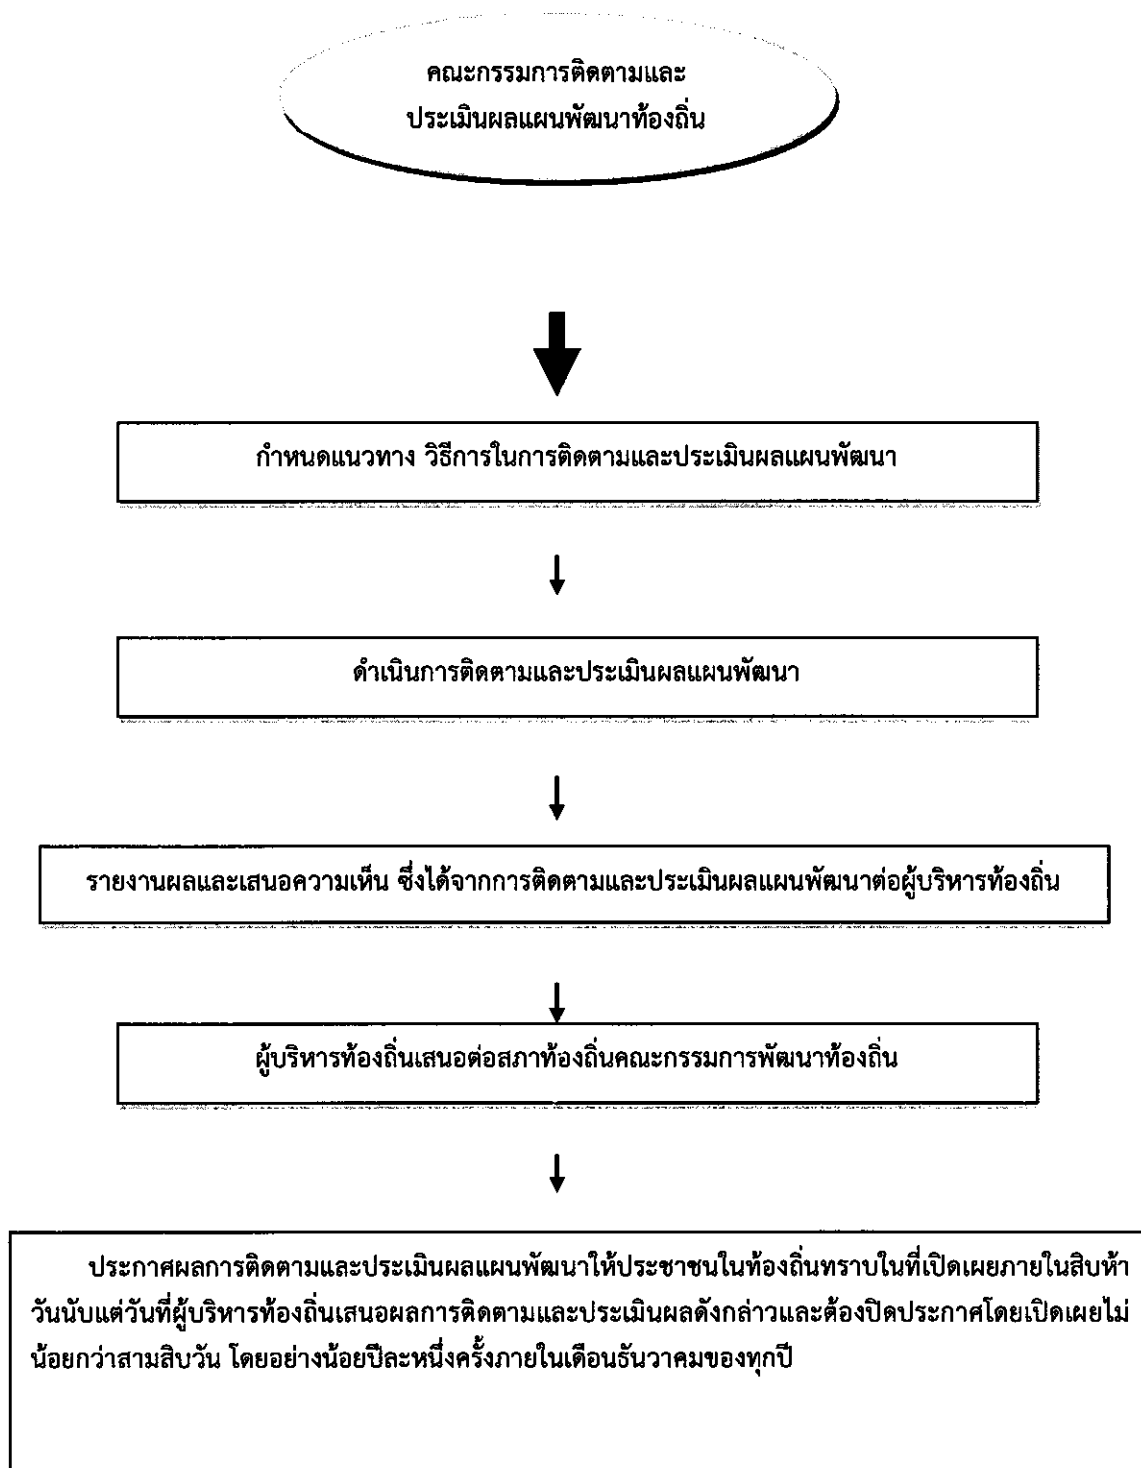 คณะกรรมการติดตามและ
ประเมินผลแผนพัฒนาท้องถิ่น
กำหนดแนวทาง วิธีการในการติดตามและประเมินผลแผนพัฒนา
ดำเนินการติดตามและประเมินผลแผนพัฒนา
รายงานผลและเสนอความเห็น ซึ่งได้จากการติดตามและประเมินผลแผนพัฒนาต่อผู้บริหารท้องถิ่น
ผู้บริหารท้องถิ่นเสนอต่อสภาท้องถิ่นคณะกรรมการพัฒนาท้องถิ่น
ประกาศผลการติดตามและประเมินผลแผนพัฒนาให้ประชาชนในท้องถิ่นทราบในที่เปิดเผยภายในสิบห้า
วันนับแต่วันที่ผู้บริหารท้องถิ่นเสนอผลการติดตามและประเมินผลดังกล่าวและต้องปิดประกาศโดยเปิดเผยไม่
น้อยกว่าสามสิบวัน โดยอย่างน้อยปีละหนึ่งครั้งภายในเดือนธันวาคมของทุกปี